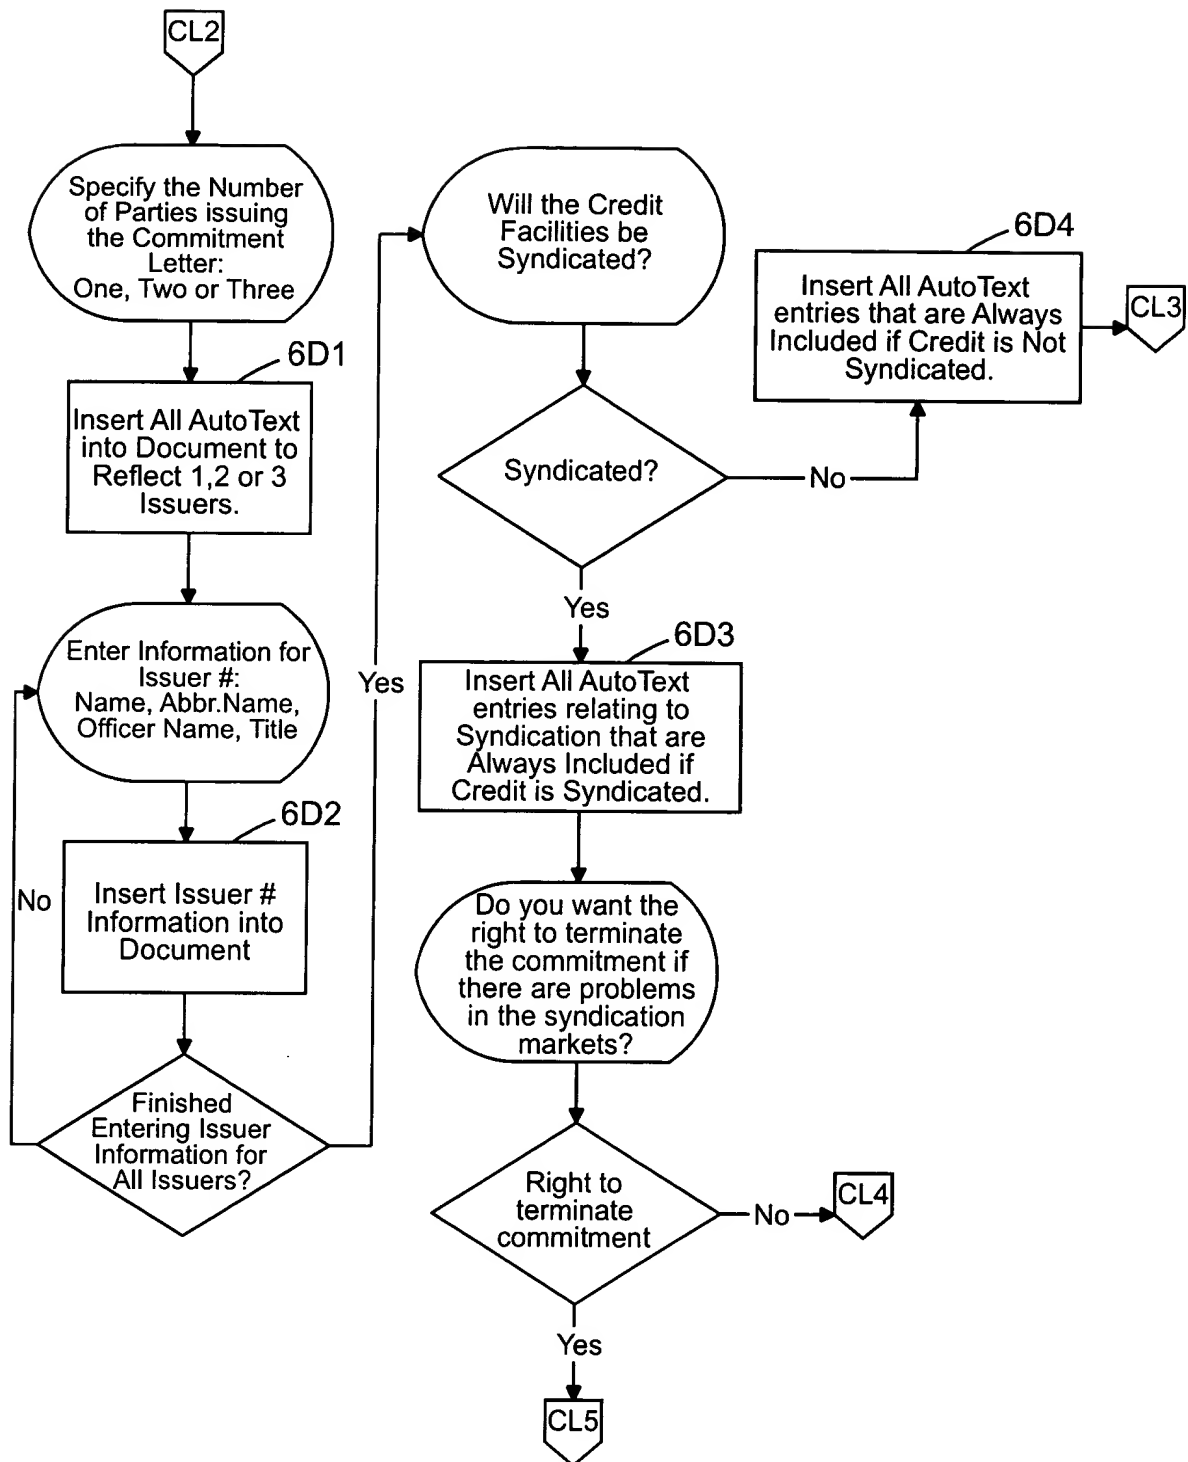 CL2
Specify the Number
of Parties issuing
the Commitment
Letter:
One, Two or Three
6D1
Insert All AutoText
into Document to
Reflect 1,2 or 3
Issuers.
Enter Information for
Issuer #:
Name, Abbr.Name,
Officer Name, Title
6D2
Insert Issuer #
Information into
Document
No
Finished
Entering Issuer
Information for
All Issuers?
Yes
Will the Credit
Facilities be
Syndicated?
Syndicated?
No
6D4
Insert All AutoText
entries that are Always
Included if Credit is Not
Syndicated.
CL3
Yes
6D3
Insert All AutoText
entries relating to
Syndication that are
Always Included if
Credit is Syndicated.
Do you want the
right to terminate
the commitment if
there are problems
in the syndication
markets?
Right to
terminate
commitment
No
CL4
Yes
CL5